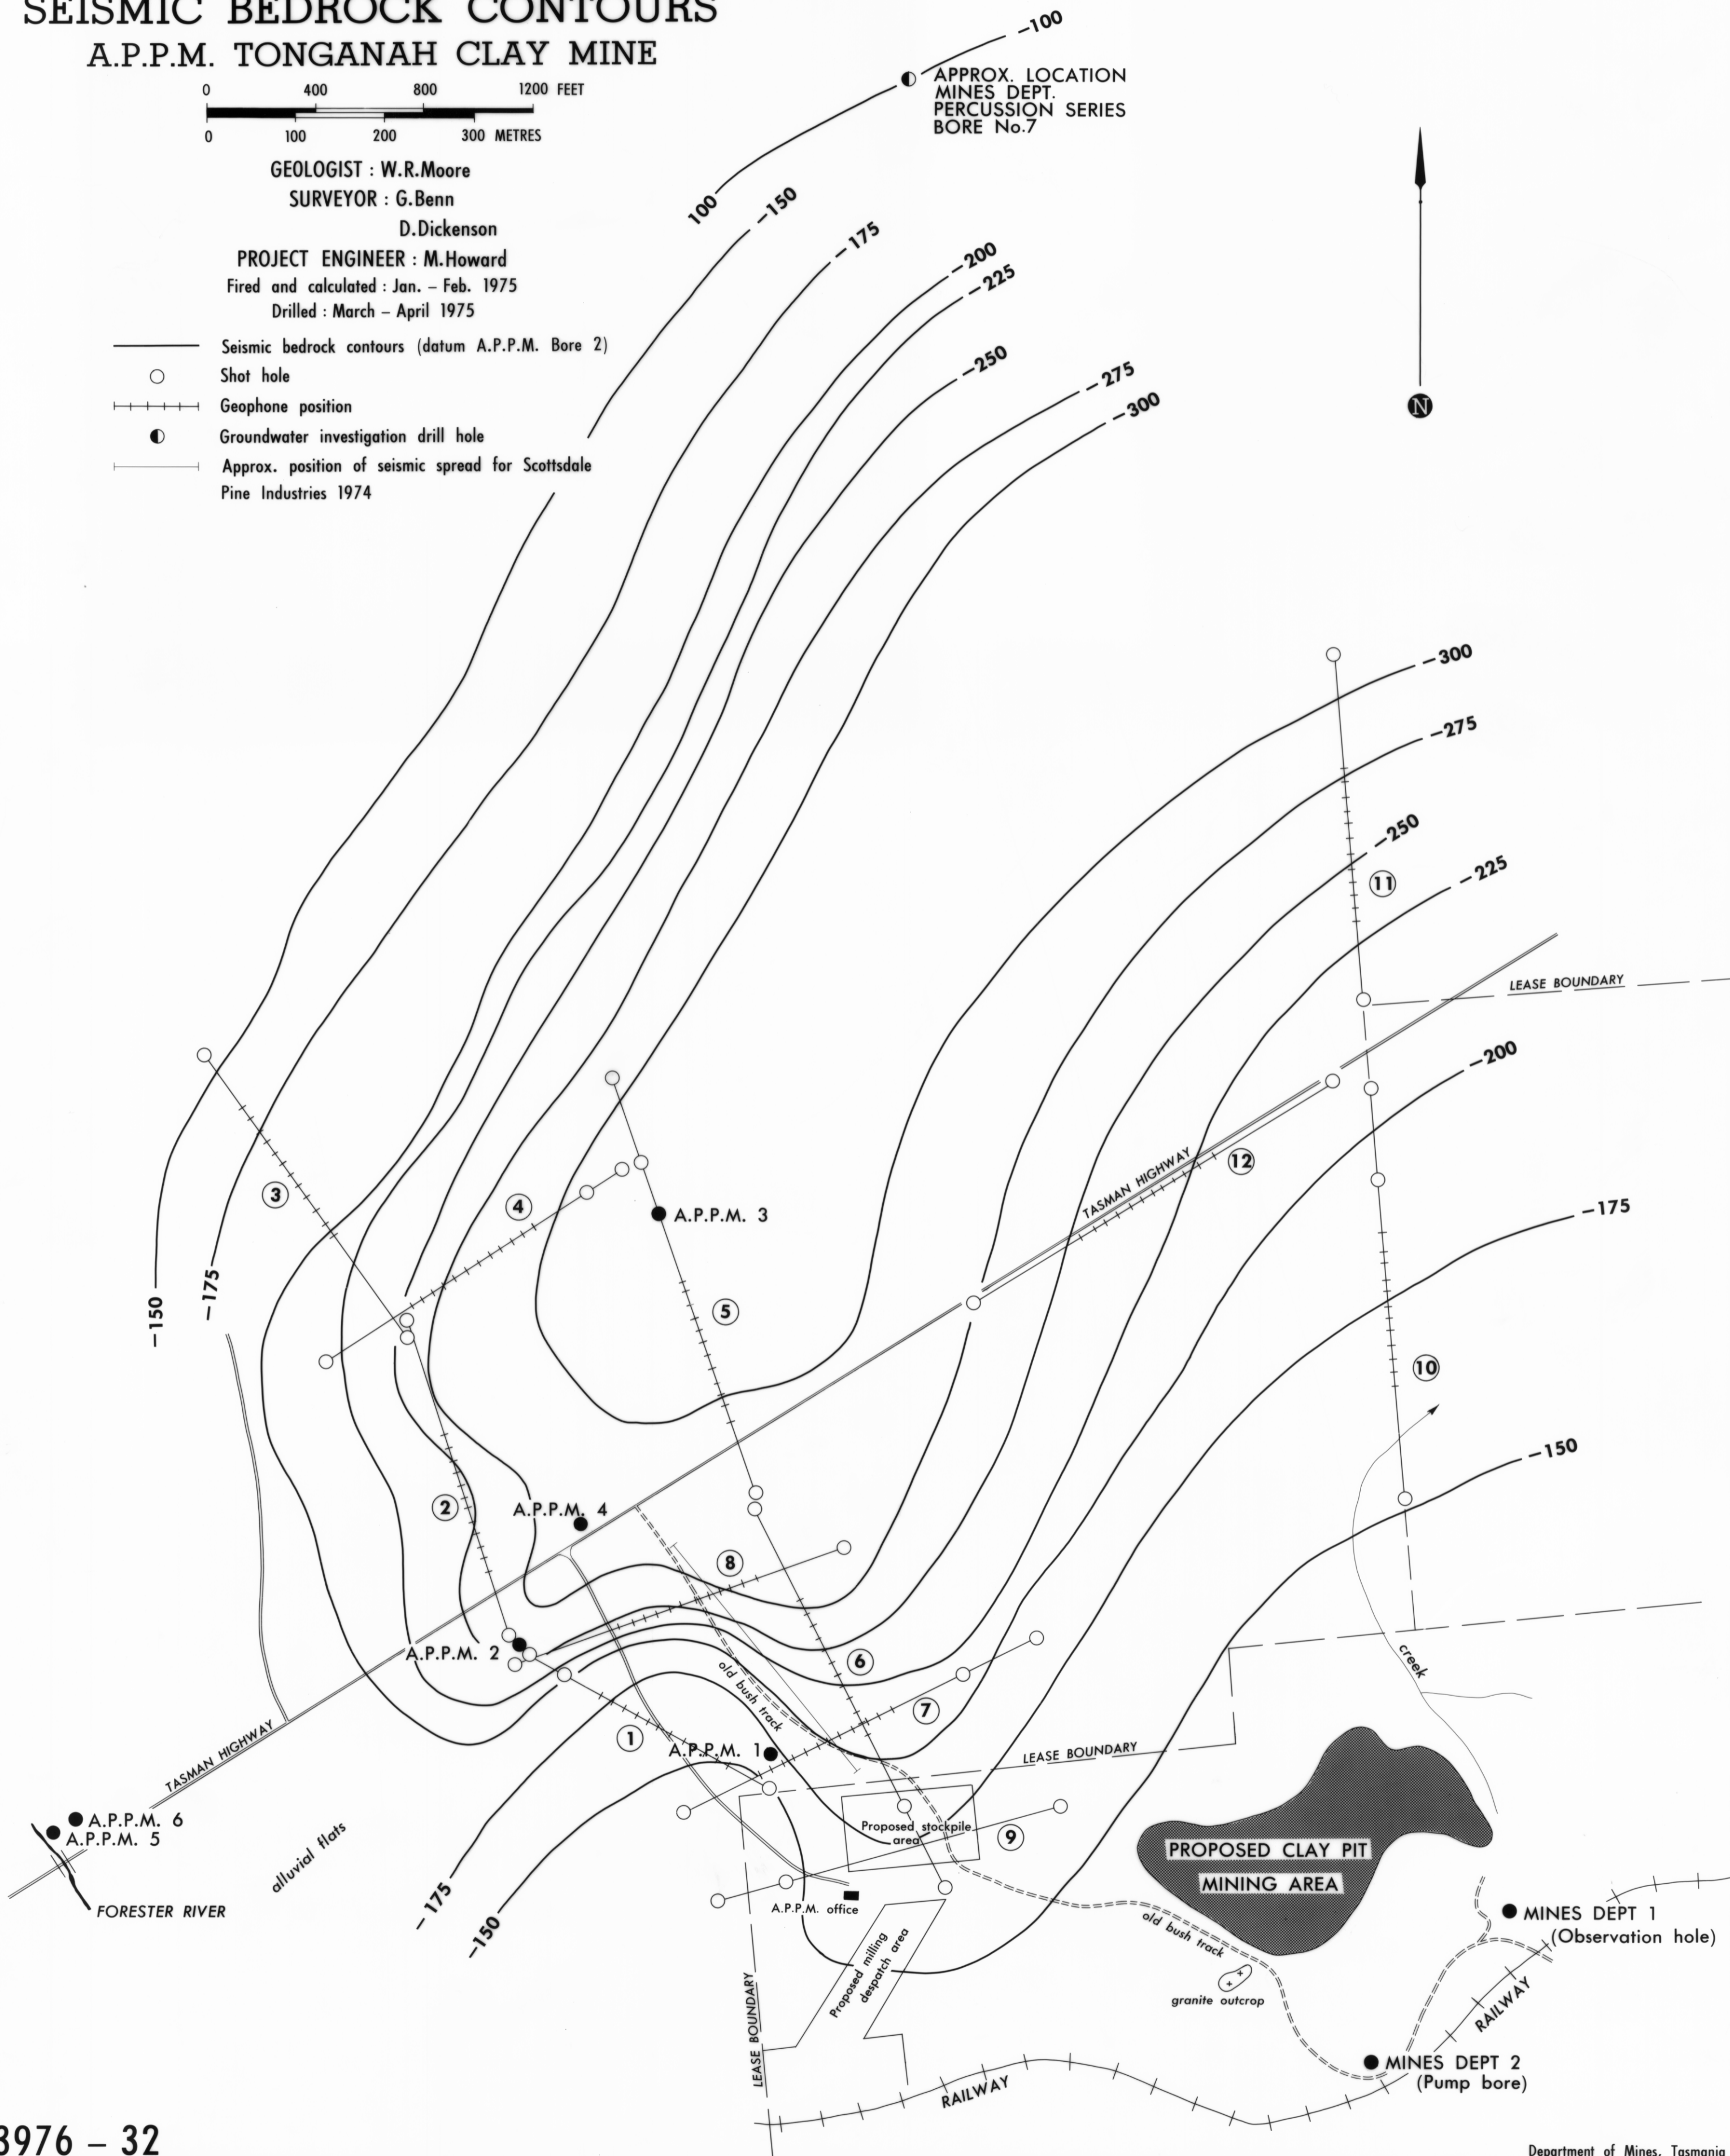 SEISMIC BEDROCK CONTOURS
A.P.P.M. TONGANAH CLAY MINE
0 400 800 1200 FEET
0 100 200 300 METRES
GEOLOGIST : W.R.Moore
SURVEYOR : G.Benn
D.Dickenson
PROJECT ENGINEER : M.Howard
Fired and calculated : Jan. – Feb. 1975
Drilled : March – April 1975
Seismic bedrock contours (datum A.P.P.M. Bore 2)
Shot hole
Geophone position
Groundwater investigation drill hole
Approx. position of seismic spread for Scottsdale
Pine Industries 1974
–100
APPROX. LOCATION
MINES DEPT.
PERCUSSION SERIES
BORE No.7
100
–150
–175
–200
–225
–250
–275
–300
N
–300
–275
–250
–225
11
LEASE BOUNDARY
–200
TASMAN HIGHWAY
12
–175
3
4
A.P.P.M. 3
5
–150
–175
10
–150
2
A.P.P.M. 4
8
A.P.P.M. 2
old bush track
6
7
creek
1
A.P.P.M. 1
LEASE BOUNDARY
TASMAN HIGHWAY
A.P.P.M. 6
A.P.P.M. 5
FORESTER RIVER
alluvial flats
–175
–150
Proposed stockpile
area
9
A.P.P.M. office
Proposed milling
despatch area
PROPOSED CLAY PIT
MINING AREA
old bush track
granite outcrop
MINES DEPT 1
(Observation hole)
RAILWAY
MINES DEPT 2
(Pump bore)
LEASE BOUNDARY
RAILWAY
3976 – 32
Department of Mines, Tasmania